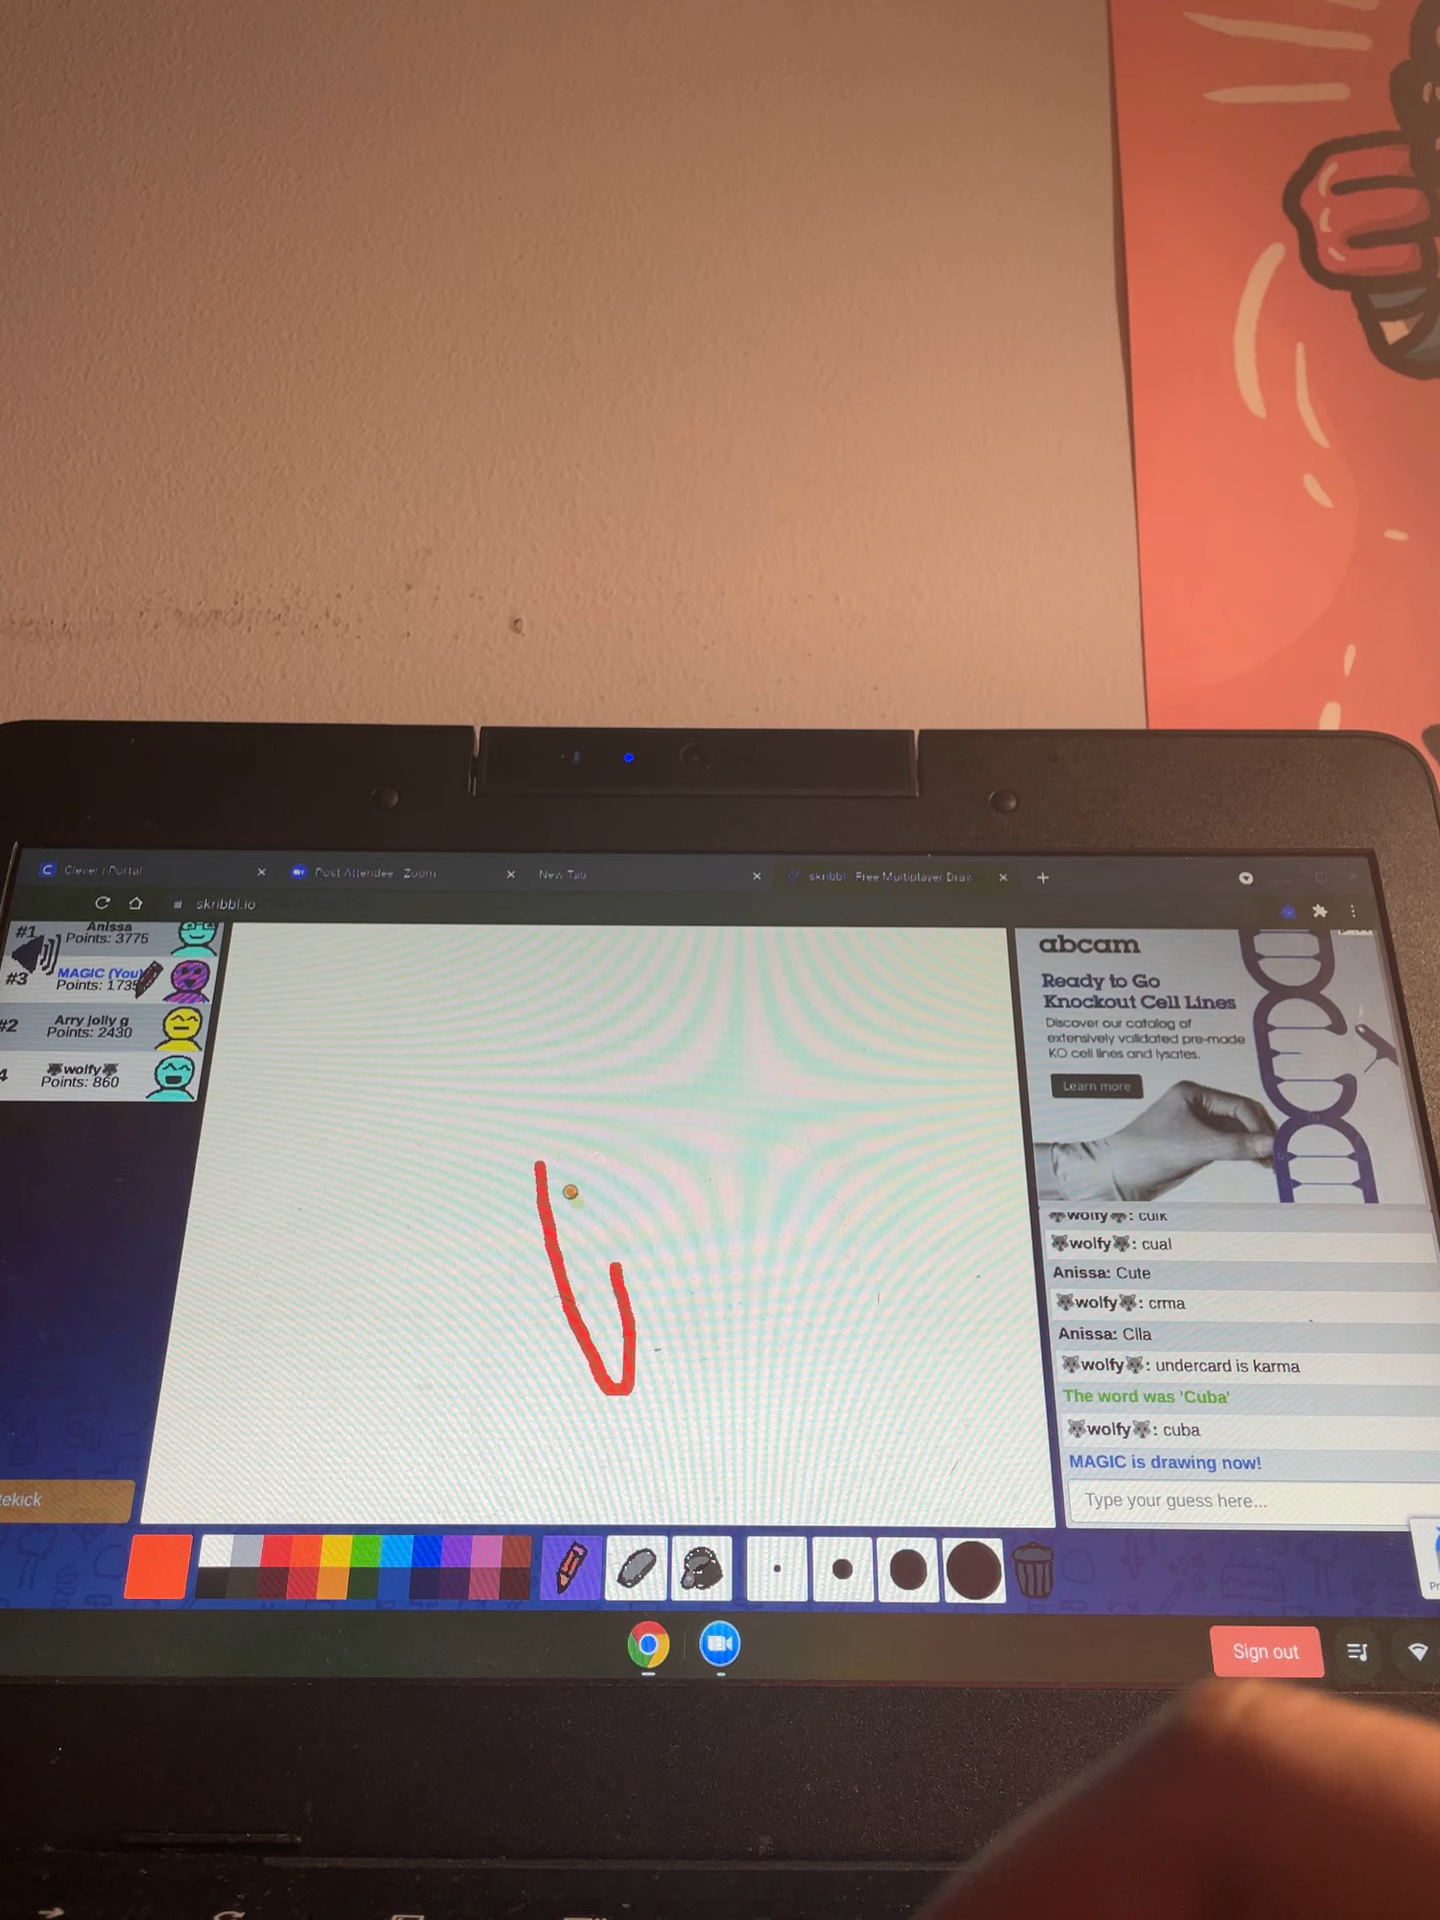 Clever | Portal
Post Attendee Zoom
New Tab
skribbl Free Multiplayer Draw
skribbl.io
#1
Anissa
Points: 3775
#3
MAGIC (You)
Points: 1735
#2
Arry jolly g
Points: 2430
4
wolfy
Points: 860
ekick
abcam
Ready to Go
Knockout Cell Lines
Discover our catalog of
extensively validated pre-made
KO cell lines and lysates.
Learn more
wolfy: culk
wolfy: cual
Anissa: Cute
wolfy: crma
Anissa: Clla
wolfy: undercard is karma
The word was 'Cuba'
wolfy: cuba
MAGIC is drawing now!
Type your guess here...
Sign out